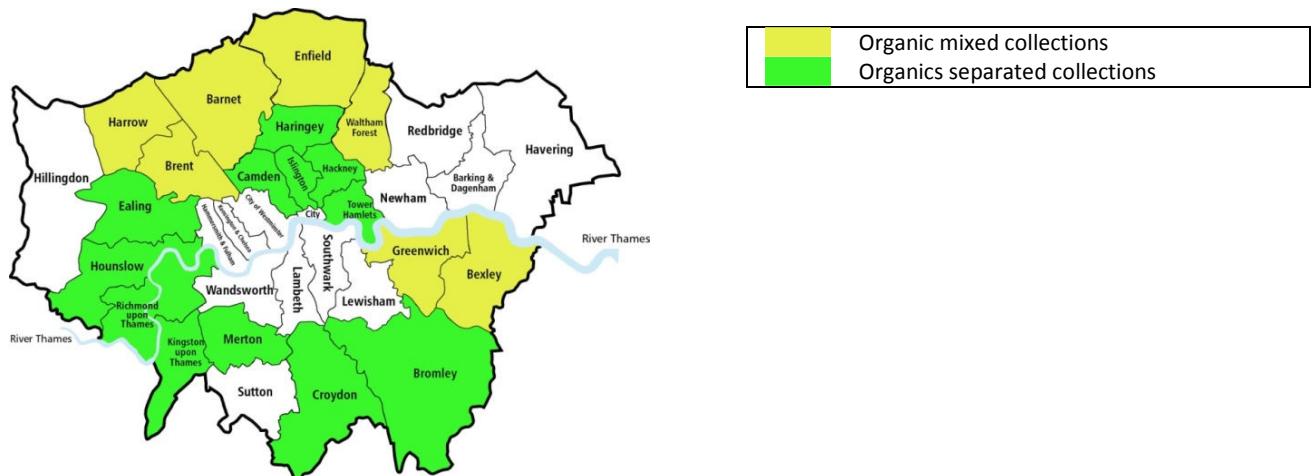 Enfield
Barnet
Harrow
Haringey
Waltham
Forest
Redbridge
Havering
Brent
Hillingdon
Camden
Islington
Hackney
Barking &
Dagenham
Ealing
Newham
Tower
Hamlets
City of Westminster
Kensington & Chelsea
Hammersmith & Fulham
City
River Thames
Hounslow
Greenwich
Southwark
Lambeth
Bexley
Wandsworth
Lewisham
Richmond
upon
Thames
River Thames
Kingston
upon
Thames
Merton
Bromley
Sutton
Croydon
Organic mixed collections
Organics separated collections